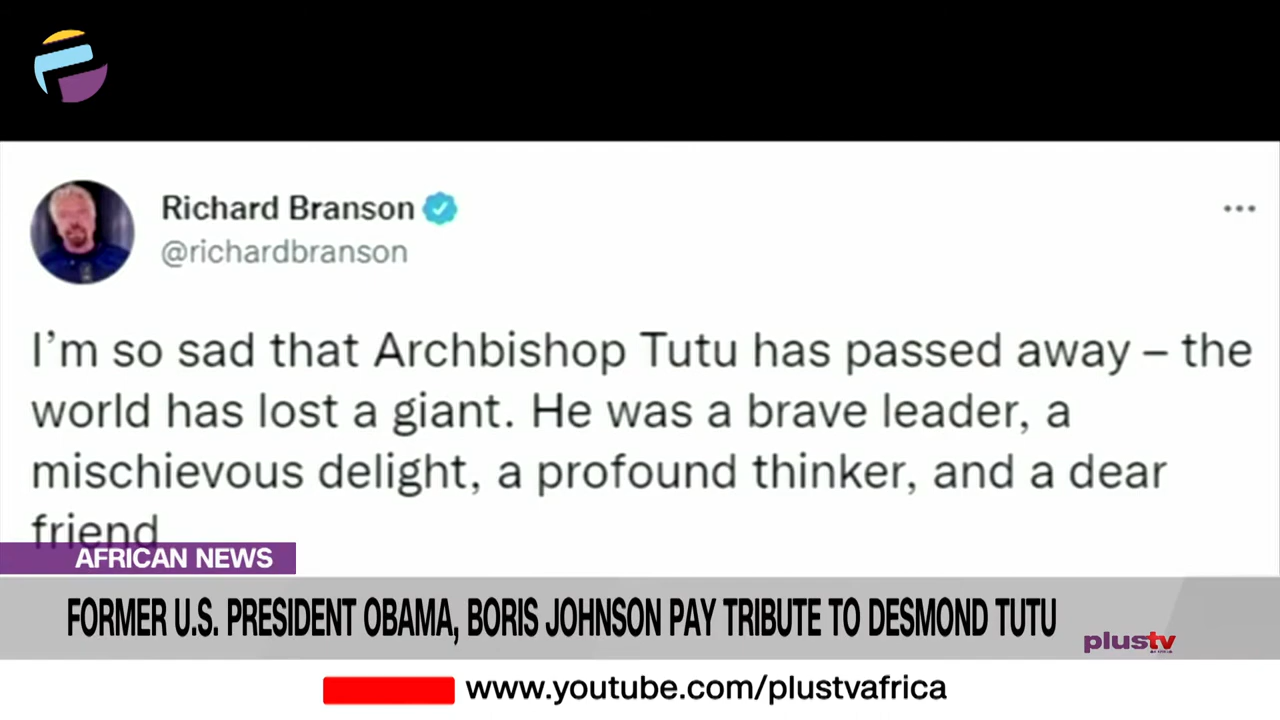 Richard Branson
@richardbranson
I'm so sad that Archbishop Tutu has passed away – the
world has lost a giant. He was a brave leader, a
mischievous delight, a profound thinker, and a dear
friend
AFRICAN NEWS
FORMER U.S. PRESIDENT OBAMA, BORIS JOHNSON PAY TRIBUTE TO DESMOND TUTU
plustv
www.youtube.com/plustvafrica